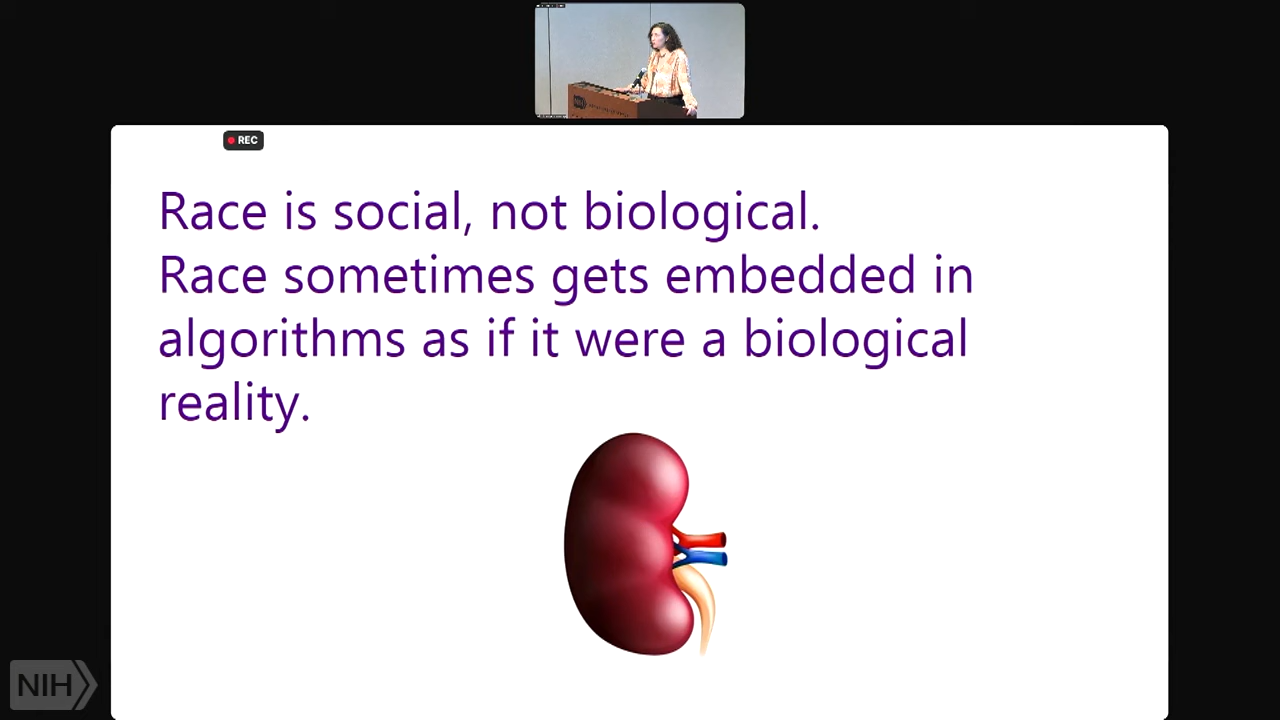 REC
Race is social, not biological.
Race sometimes gets embedded in
algorithms as if it were a biological
reality.
NIH